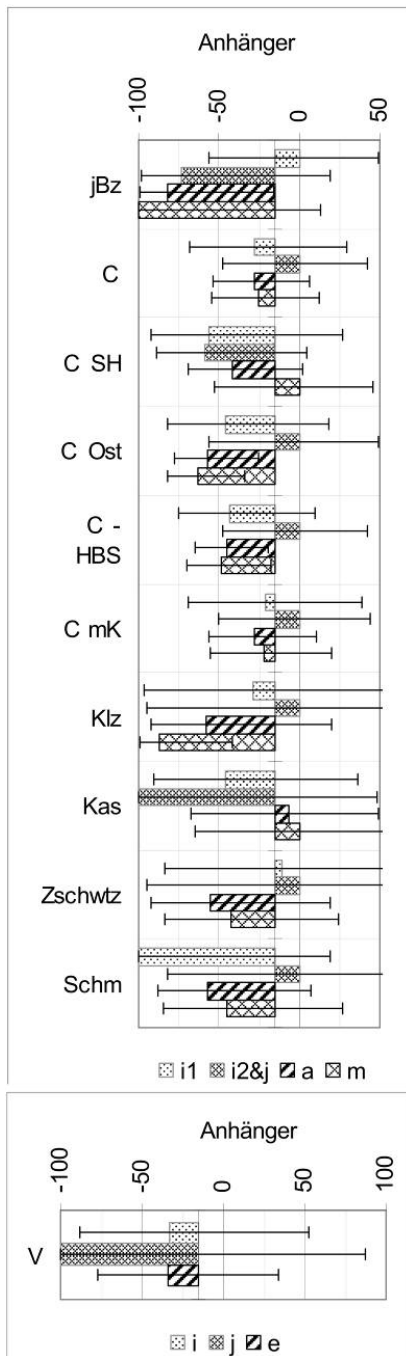 Anhänger
-100 -50 0 50
jBz
C
C SH
C Ost
C -
HBS
C mK
Klz
Kas
Zschwtz
Schm
i1 i2&j a m
Anhänger
-100 -50 0 50 100
V
i j e